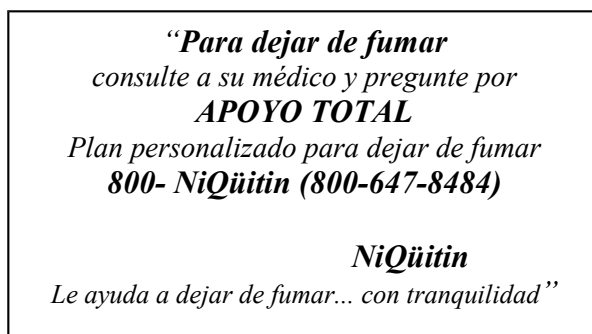 “Para dejar de fumar
consulte a su médico y pregunte por
APOYO TOTAL
Plan personalizado para dejar de fumar
800- NiQüitin (800-647-8484)
NiQüitin
Le ayuda a dejar de fumar... con tranquilidad”